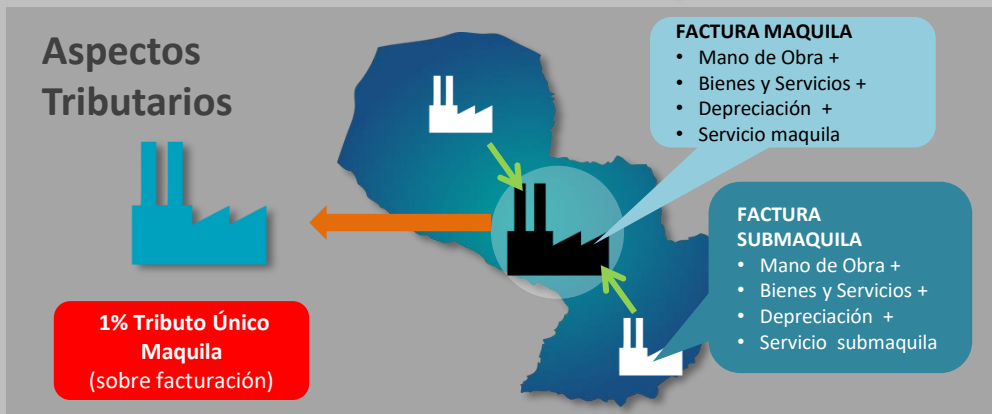 Aspectos
Tributarios
FACTURA MAQUILA
• Mano de Obra +
• Bienes y Servicios +
• Depreciación +
• Servicio maquila
FACTURA
SUBMAQUILA
• Mano de Obra +
• Bienes y Servicios +
• Depreciación +
• Servicio submaquila
1% Tributo Único
Maquila
(sobre facturación)